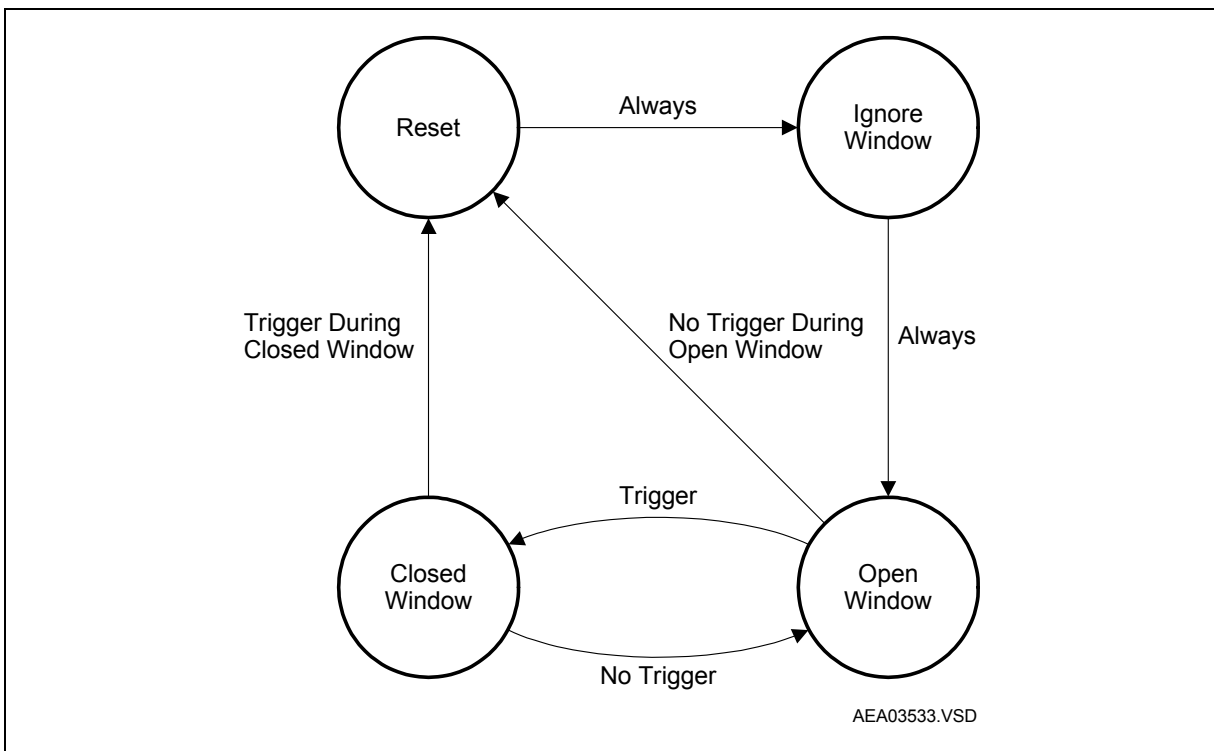 Reset
Always
Ignore
Window
Trigger During
Closed Window
No Trigger During
Open Window
Always
Trigger
Closed
Window
Open
Window
No Trigger
AEA03533.VSD